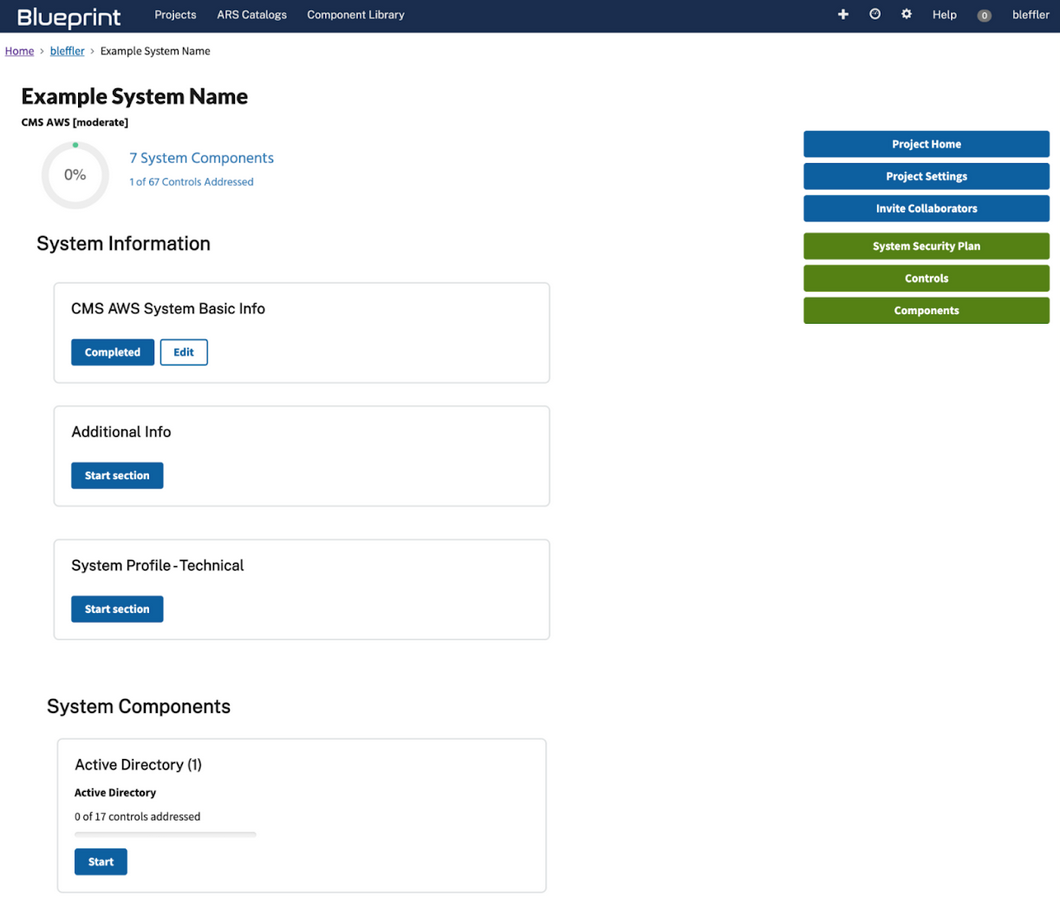 Blueprint Projects ARS Catalogs Component Library Help 0 bleffler
Home > bleffler > Example System Name
Example System Name
CMS AWS [moderate]
0%
7 System Components
1 of 67 Controls Addressed
Project Home
Project Settings
Invite Collaborators
System Security Plan
Controls
Components
System Information
CMS AWS System Basic Info
Completed Edit
Additional Info
Start section
System Profile - Technical
Start section
System Components
Active Directory (1)
Active Directory
0 of 17 controls addressed
Start